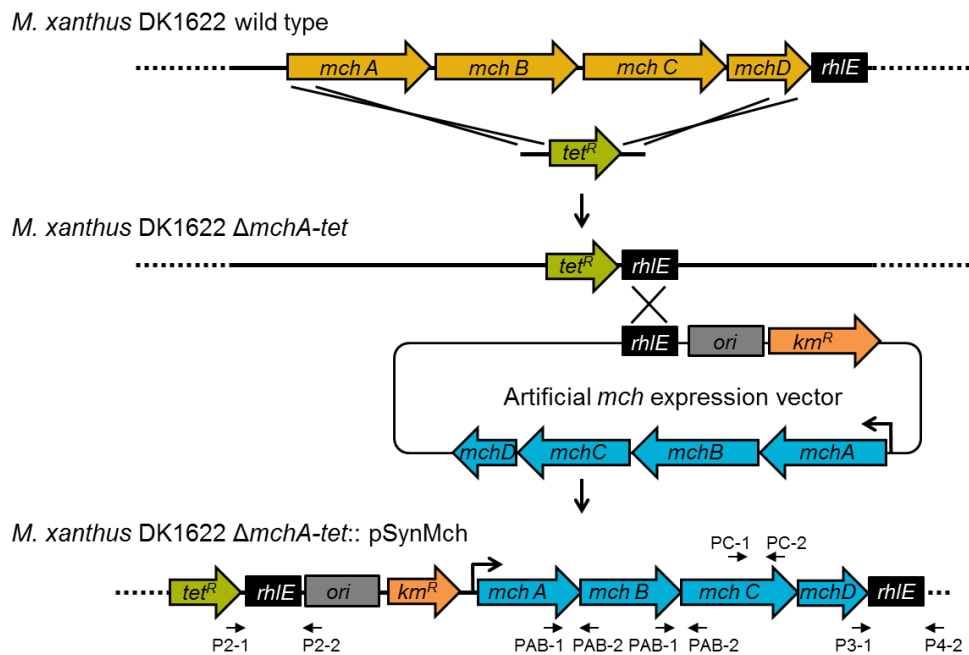 M. xanthus DK1622 wild type
mch A mch B mch C mchD rhlE
tetR
M. xanthus DK1622 ΔmchA-tet
tetR rhlE
rhlE ori kmR
Artificial mch expression vector
mchD mchC mchB mchA
M. xanthus DK1622 ΔmchA-tet:: pSynMch
PC-1 PC-2
tetR rhlE ori kmR mch A mch B mch C mchD rhlE
P2-1 P2-2 PAB-1 PAB-2 PAB-1 PAB-2 P3-1 P4-2